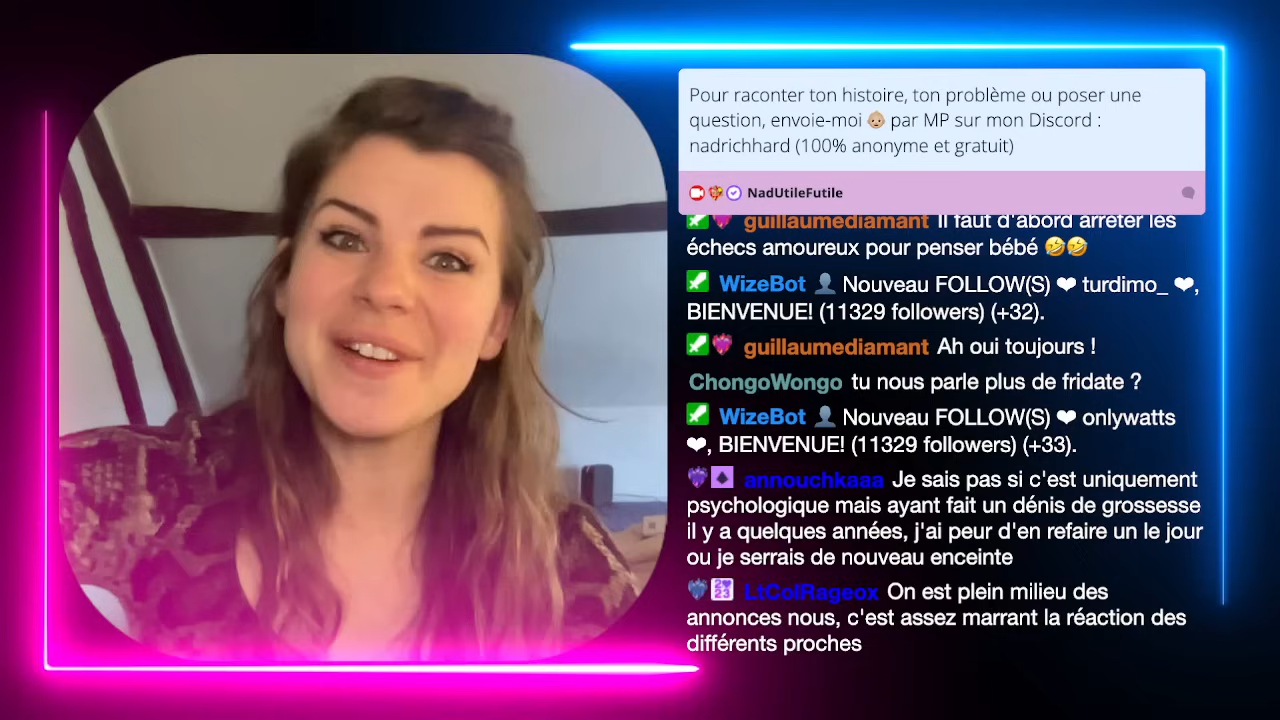 Pour raconter ton histoire, ton problème ou poser une
question, envoie-moi 👶🏼 par MP sur mon Discord :
nadrichhard (100% anonyme et gratuit)
NadUtileFutile
guillaumediamant Il faut d'abord arrêter les
échecs amoureux pour penser bébé 🤣🤣
WizeBot 👤 Nouveau FOLLOW(S) ❤ turdimo_ ❤,
BIENVENUE! (11329 followers) (+32).
guillaumediamant Ah oui toujours !
ChongoWongo tu nous parle plus de fridate ?
WizeBot 👤 Nouveau FOLLOW(S) ❤ onlywatts
❤, BIENVENUE! (11329 followers) (+33).
annouchkaaa Je sais pas si c'est uniquement
psychologique mais ayant fait un dénis de grossesse
il y a quelques années, j'ai peur d'en refaire un le jour
ou je serrais de nouveau enceinte
LtColRageox On est plein milieu des
annonces nous, c'est assez marrant la réaction des
différents proches